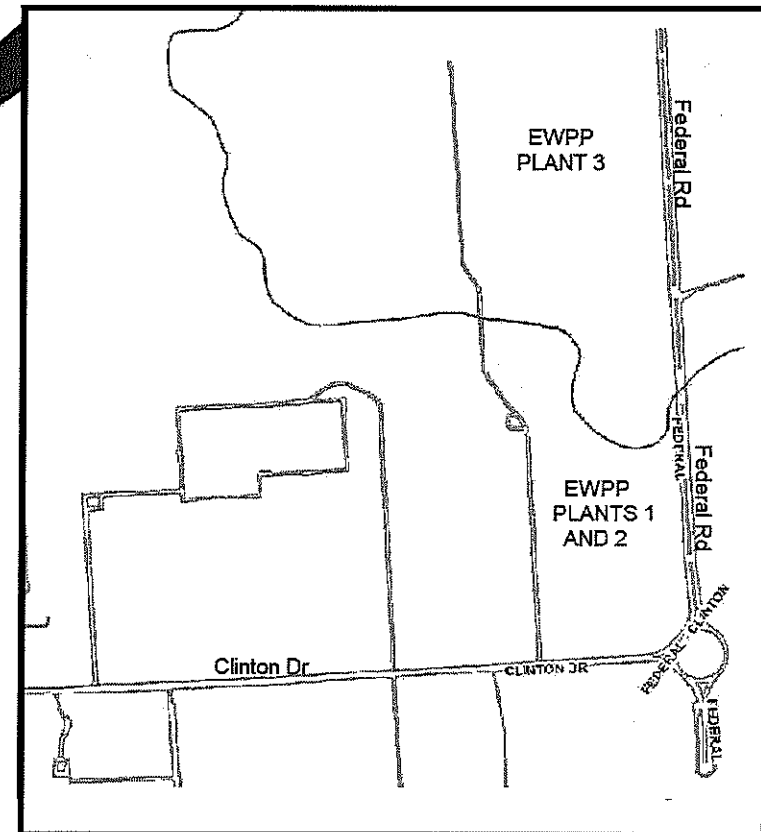 Federal Rd
EWPP
PLANT 3
FEDERAL
Federal Rd
EWPP
PLANTS 1
AND 2
FEDERAL - CLINTON
Clinton Dr
CLINTON DR
FEDERAL